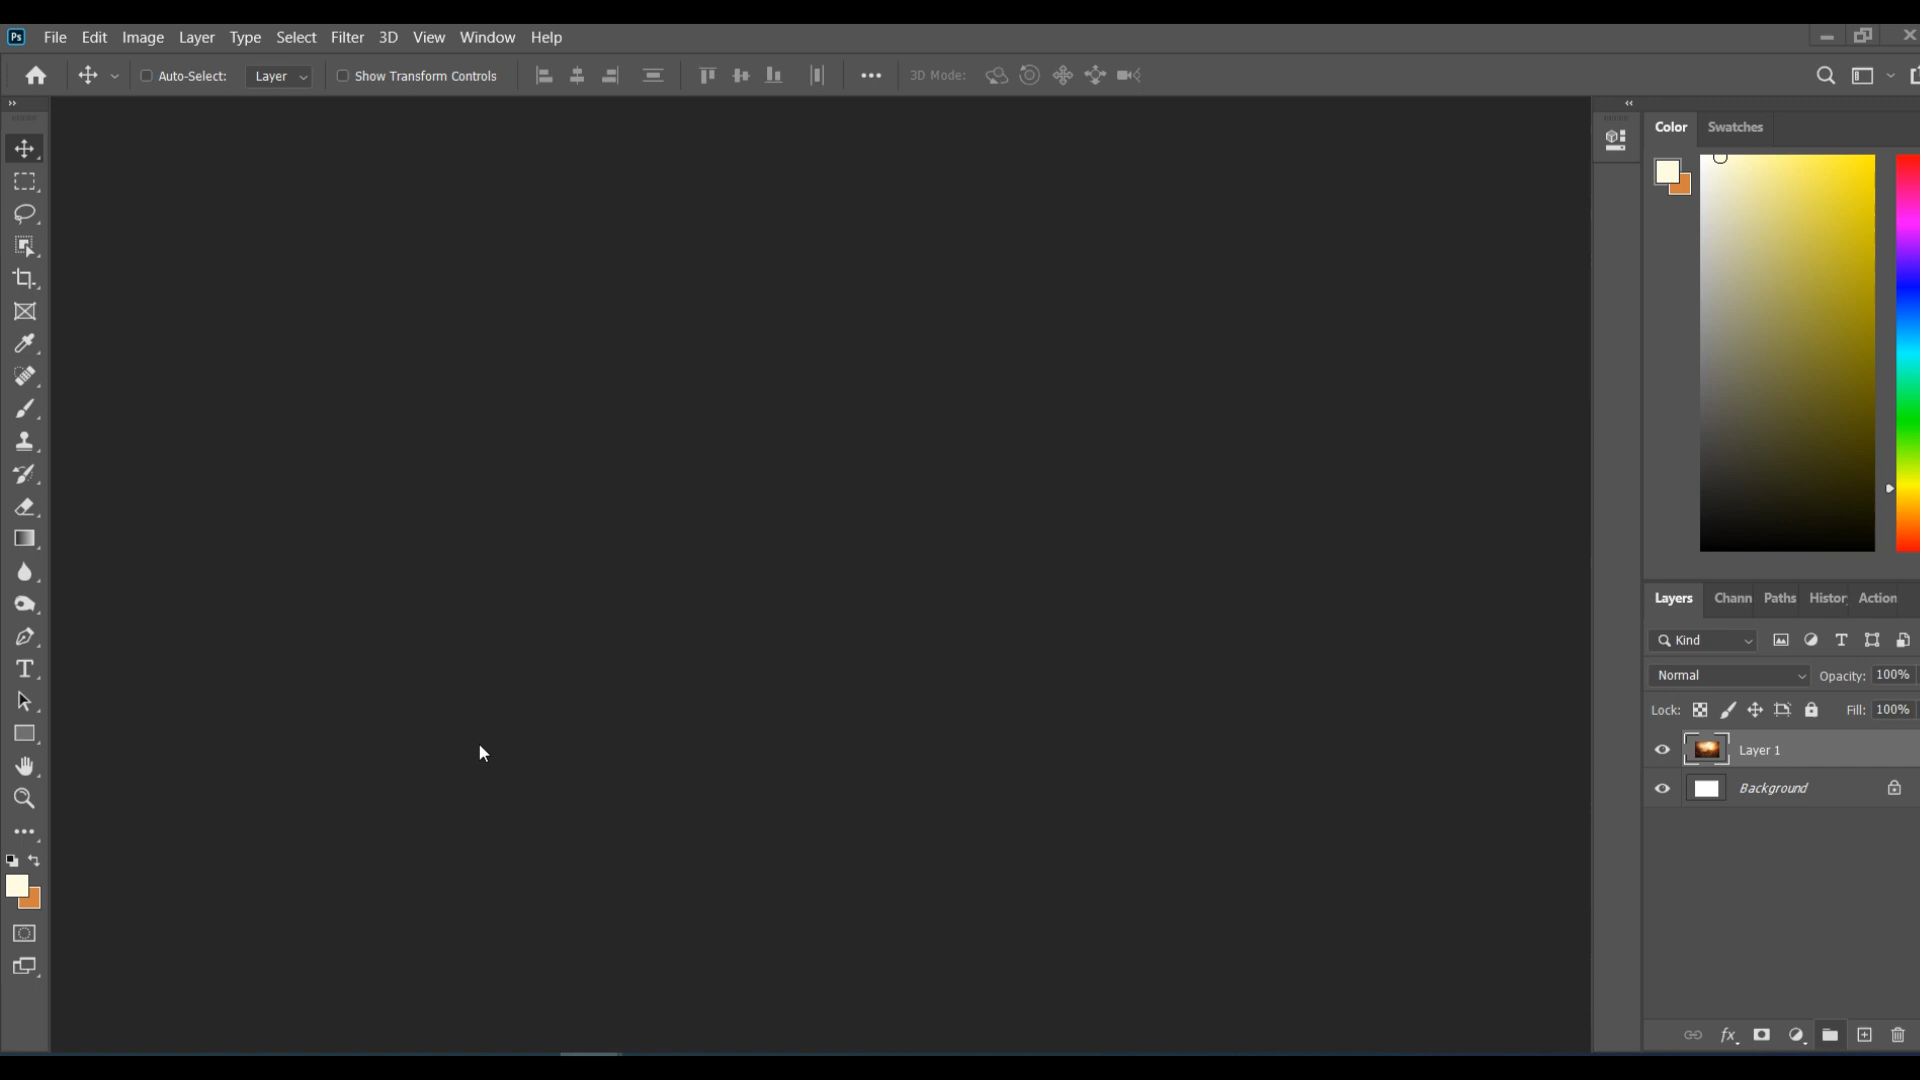 Ps File Edit Image Layer Type Select Filter 3D View Window Help
Auto-Select: Layer Show Transform Controls 3D Mode:
Color Swatches
Layers Chann Paths Histor Action
Kind
Normal Opacity: 100%
Lock: Fill: 100%
Layer 1
Background
fx